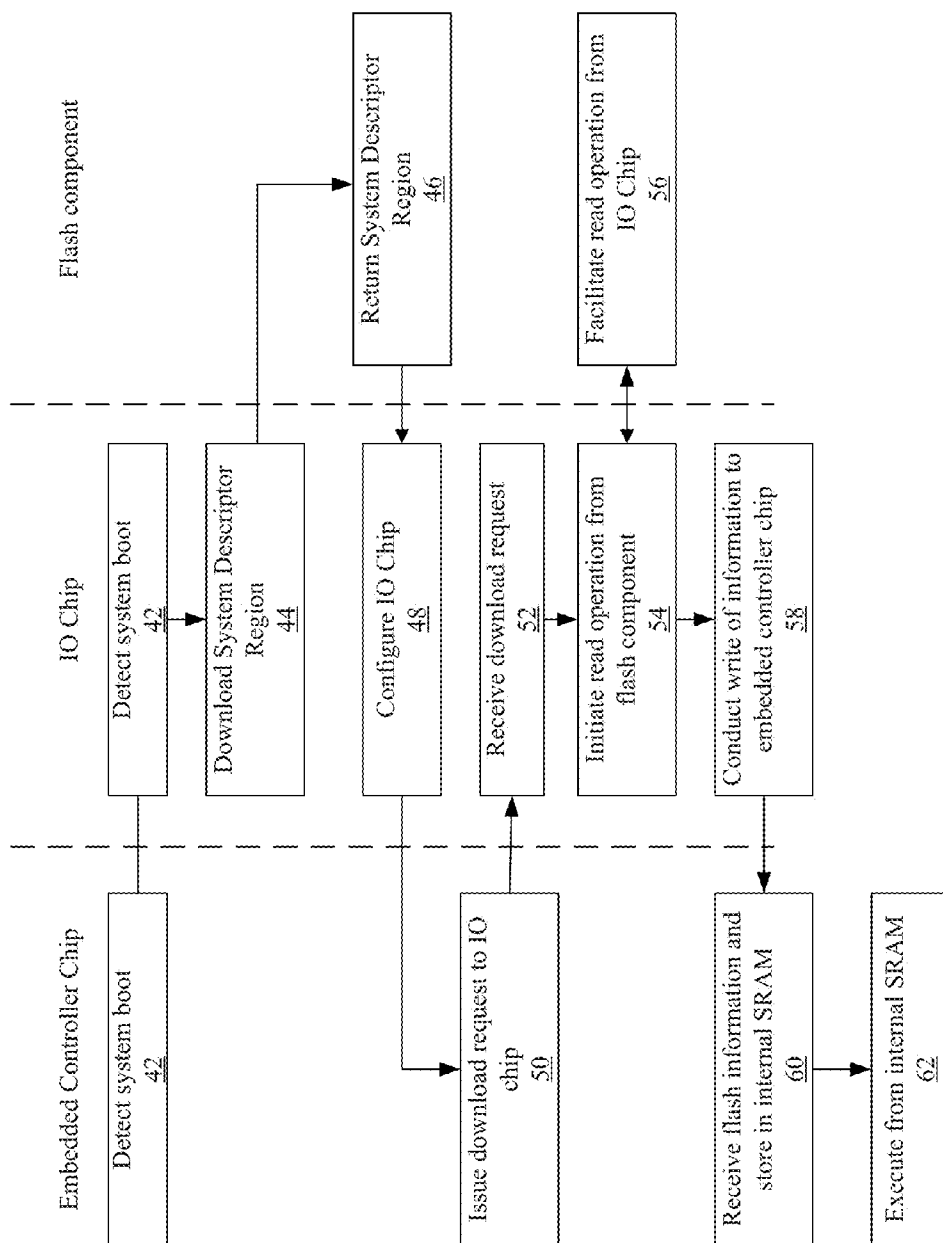 Embedded Controller Chip
IO Chip
Flash component
Detect system boot
42
Detect system boot
42
Download System Descriptor
Region
44
Return System Descriptor
Region
46
Configure IO Chip
48
Issue download request to IO
chip
50
Receive download request
52
Initiate read operation from
flash component
54
Facilitate read operation from
IO Chip
56
Conduct write of information to
embedded controller chip
58
Receive flash information and
store in internal SRAM
60
Execute from internal SRAM
62